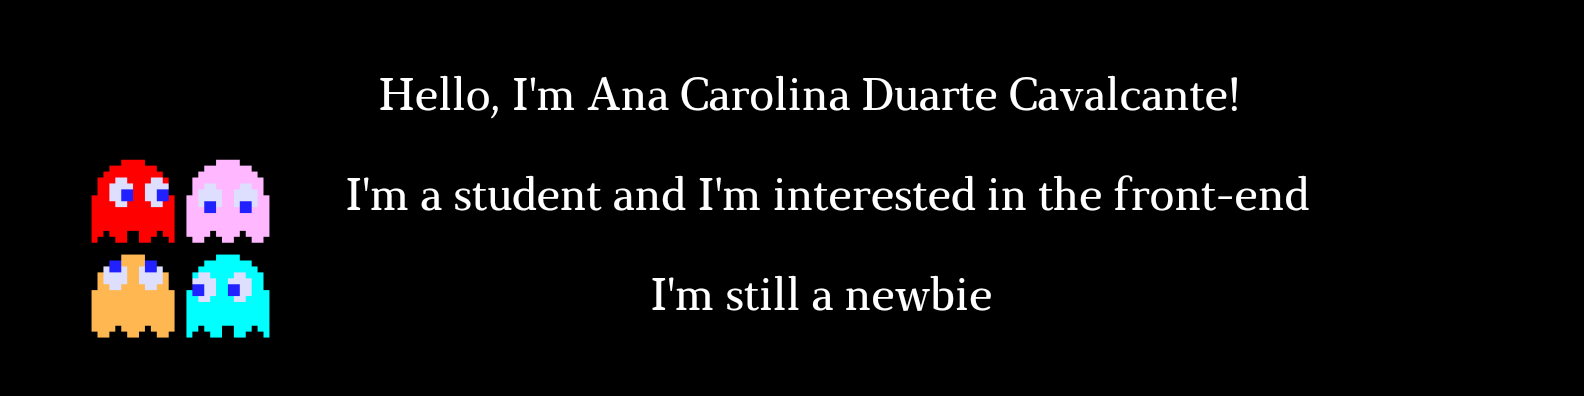 Hello, I'm Ana Carolina Duarte Cavalcante!
I'm a student and I'm interested in the front-end
I'm still a newbie